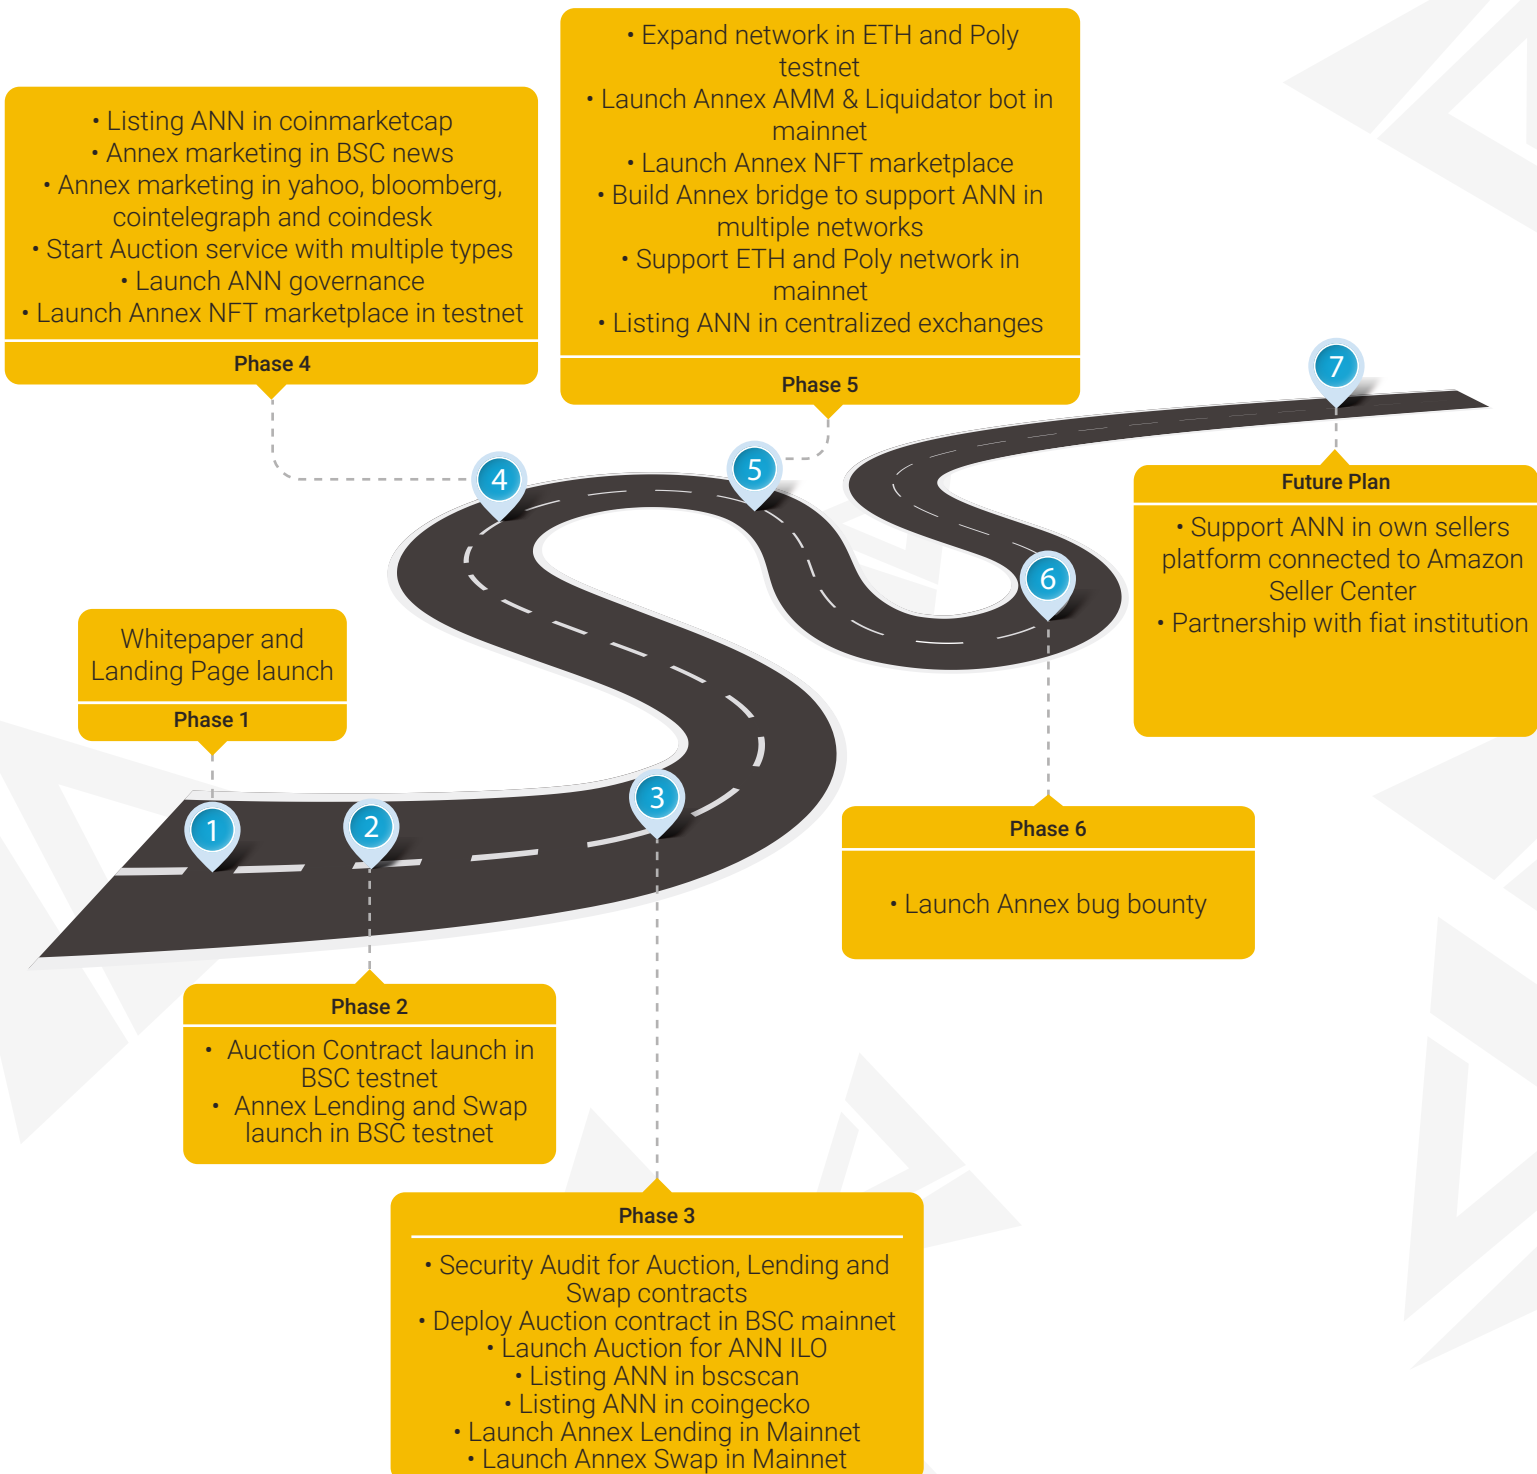 • Expand network in ETH and Poly
testnet
• Launch Annex AMM & Liquidator bot in
mainnet
• Launch Annex NFT marketplace
• Build Annex bridge to support ANN in
multiple networks
• Support ETH and Poly network in
mainnet
• Listing ANN in centralized exchanges
Phase 5
• Listing ANN in coinmarketcap
• Annex marketing in BSC news
• Annex marketing in yahoo, bloomberg,
cointelegraph and coindesk
• Start Auction service with multiple types
• Launch ANN governance
• Launch Annex NFT marketplace in testnet
Phase 4
7
4
5
6
Future Plan
• Support ANN in own sellers
platform connected to Amazon
Seller Center
• Partnership with fiat institution
Whitepaper and
Landing Page launch
Phase 1
1
2
3
Phase 6
• Launch Annex bug bounty
Phase 2
• Auction Contract launch in
BSC testnet
• Annex Lending and Swap
launch in BSC testnet
Phase 3
• Security Audit for Auction, Lending and
Swap contracts
• Deploy Auction contract in BSC mainnet
• Launch Auction for ANN ILO
• Listing ANN in bscscan
• Listing ANN in coingecko
• Launch Annex Lending in Mainnet
• Launch Annex Swap in Mainnet